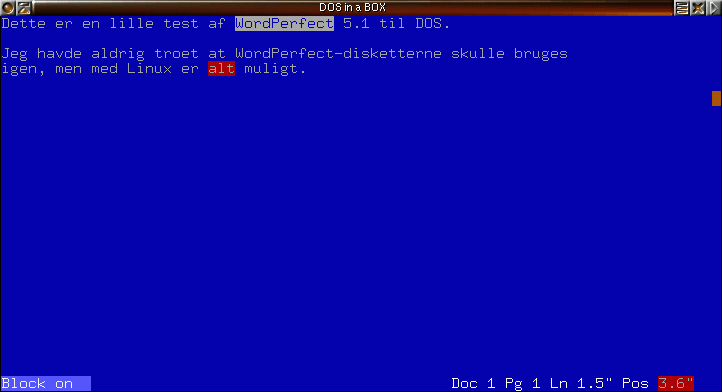 DOS in a BOX
Dette er en lille test af WordPerfect 5.1 til DOS.
Jeg havde aldrig troet at WordPerfect-disketterne skulle bruges
igen, men med Linux er alt muligt.
Block on Doc 1 Pg 1 Ln 1.5" Pos 3.6"